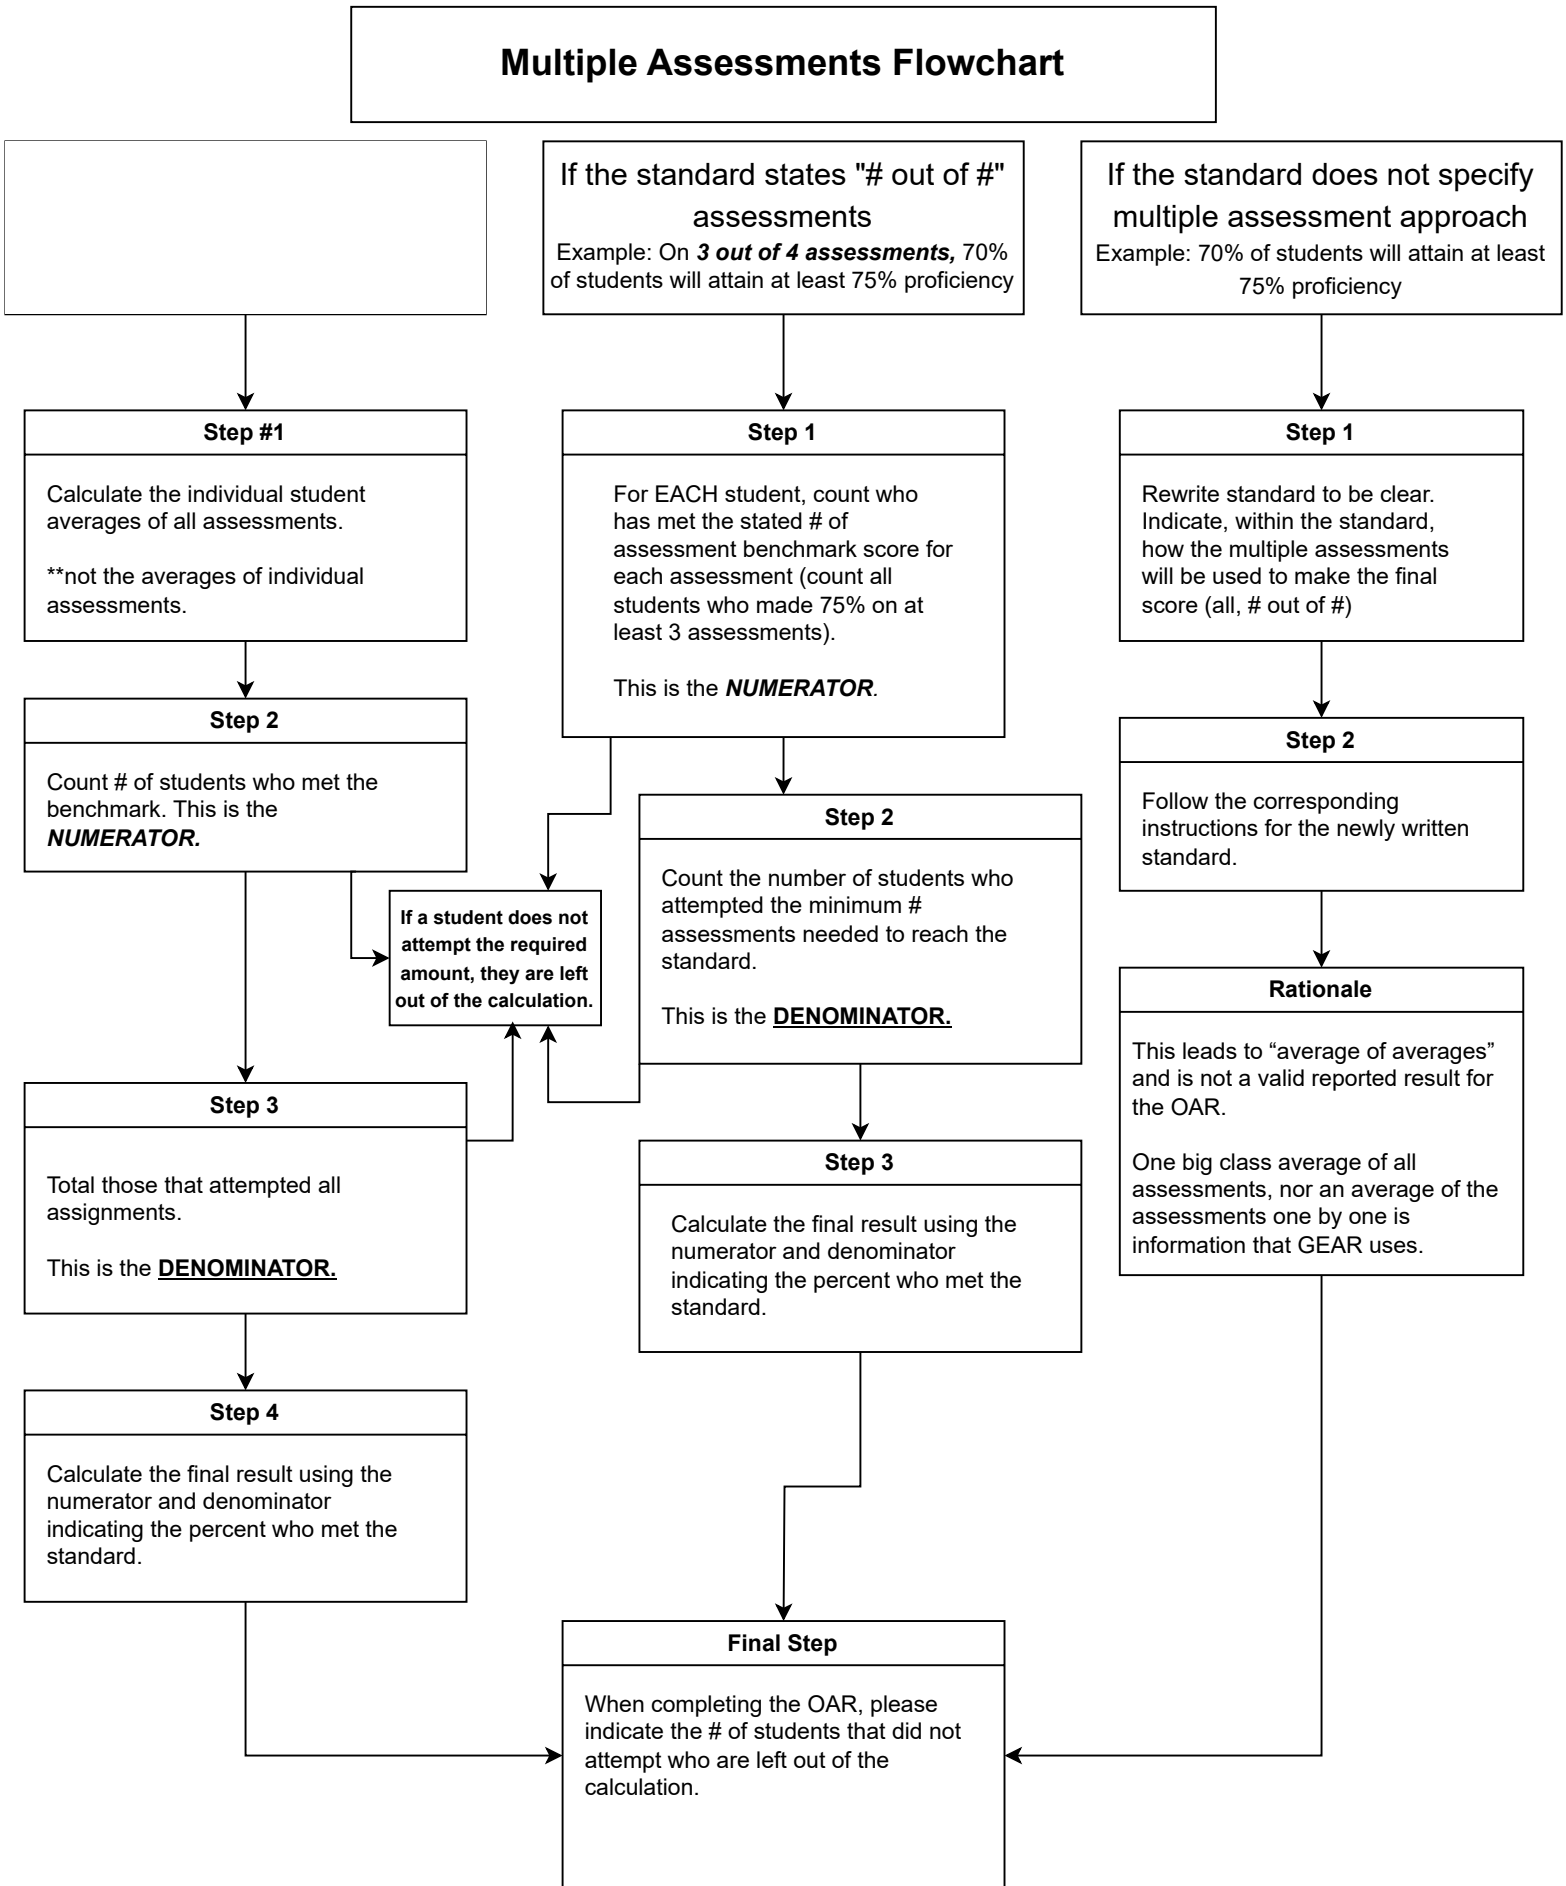 Multiple Assessments Flowchart
If the standard states "# out of #"
assessments
Example: On 3 out of 4 assessments, 70%
of students will attain at least 75% proficiency
If the standard does not specify
multiple assessment approach
Example: 70% of students will attain at least
75% proficiency
Step #1
Calculate the individual student
averages of all assessments.
**not the averages of individual
assessments.
Step 2
Count # of students who met the
benchmark. This is the
NUMERATOR.
Step 3
Total those that attempted all
assignments.
This is the DENOMINATOR.
Step 4
Calculate the final result using the
numerator and denominator
indicating the percent who met the
standard.
If a student does not
attempt the required
amount, they are left
out of the calculation.
Step 1
For EACH student, count who
has met the stated # of
assessment benchmark score for
each assessment (count all
students who made 75% on at
least 3 assessments).
This is the NUMERATOR.
Step 2
Count the number of students who
attempted the minimum #
assessments needed to reach the
standard.
This is the DENOMINATOR.
Step 3
Calculate the final result using the
numerator and denominator
indicating the percent who met the
standard.
Step 1
Rewrite standard to be clear.
Indicate, within the standard,
how the multiple assessments
will be used to make the final
score (all, # out of #)
Step 2
Follow the corresponding
instructions for the newly written
standard.
Rationale
This leads to “average of averages”
and is not a valid reported result for
the OAR.
One big class average of all
assessments, nor an average of the
assessments one by one is
information that GEAR uses.
Final Step
When completing the OAR, please
indicate the # of students that did not
attempt who are left out of the
calculation.